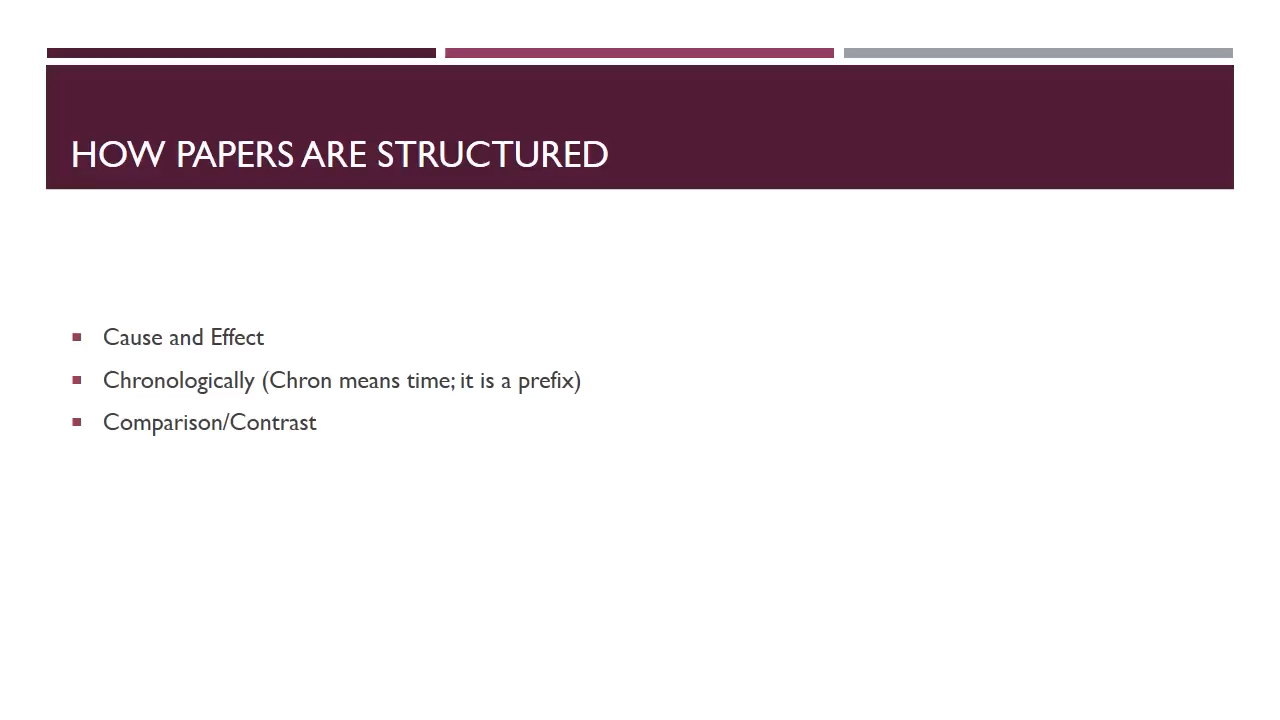 HOW PAPERS ARE STRUCTURED
Cause and Effect
Chronologically (Chron means time; it is a prefix)
Comparison/Contrast